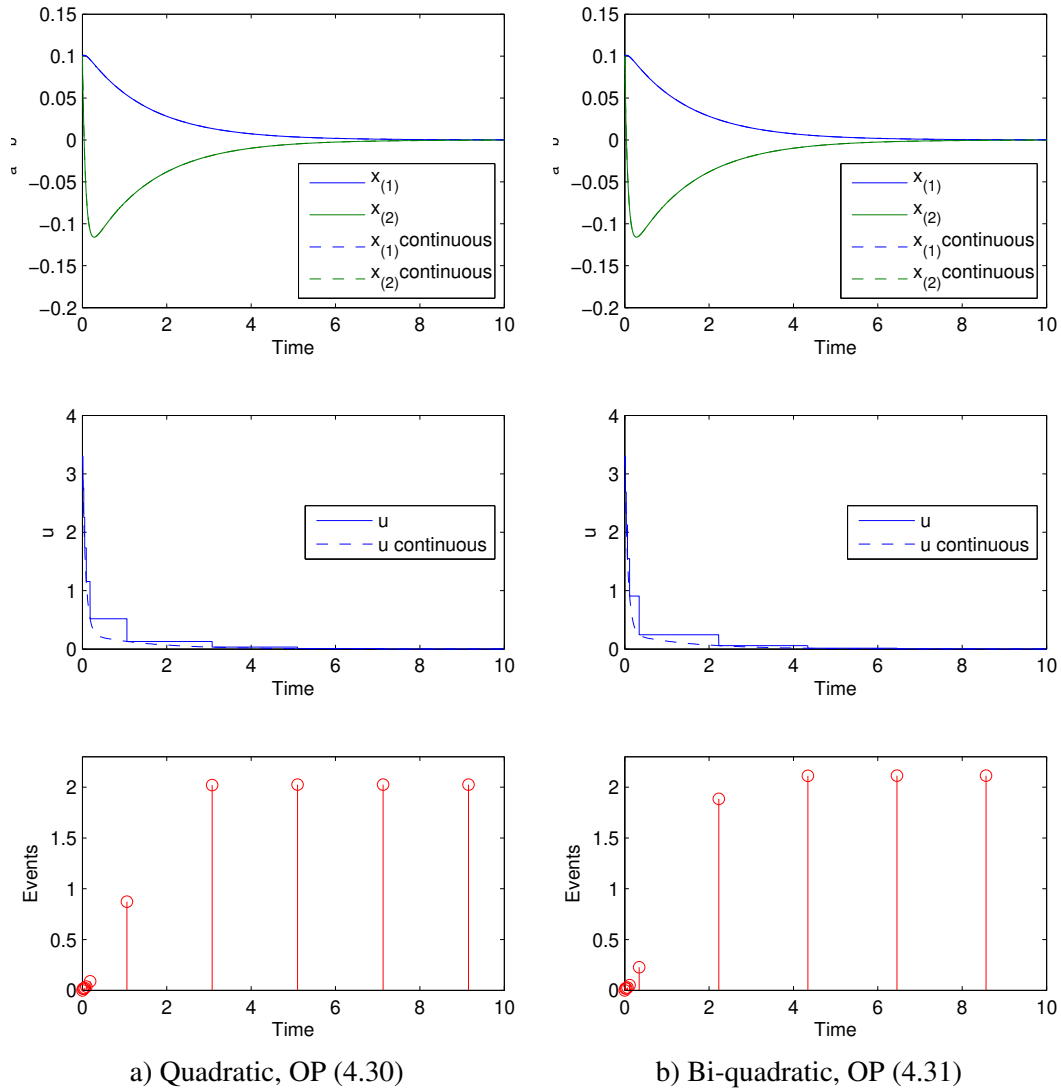 0.15
0.1
0.05
0
−0.05
−0.1
−0.15
−0.2
a b
x(1)
x(2)
x(1)continuous
x(2)continuous
0 2 4 6 8 10
Time
0.15
0.1
0.05
0
−0.05
−0.1
−0.15
−0.2
a b
x(1)
x(2)
x(1)continuous
x(2)continuous
0 2 4 6 8 10
Time
4
3
2
1
0
u
u
u continuous
0 2 4 6 8 10
Time
4
3
2
1
0
u
u
u continuous
0 2 4 6 8 10
Time
2
1.5
1
0.5
0
Events
0 2 4 6 8 10
Time
2
1.5
1
0.5
0
Events
0 2 4 6 8 10
Time
a) Quadratic, OP (4.30)
b) Bi-quadratic, OP (4.31)